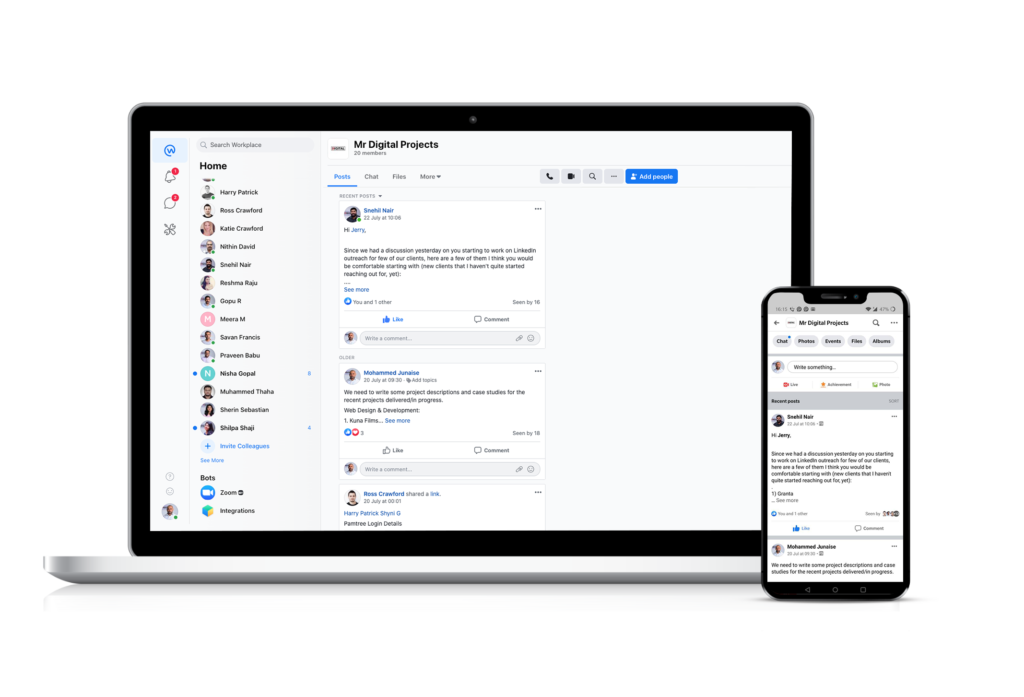 Search Workplace
Home
1
2
Harry Patrick
Ross Crawford
Katie Crawford
Nithin David
Snehil Nair
Reshma Raju
Gopu R
M
Meera M
Savan Francis
Praveen Babu
N
Nisha Gopal
6
Muhammed Thaha
Sherin Sebastian
Shilpa Shaji
4
Invite Colleagues
See More
Bots
Zoom
Integrations
DIGITAL
Mr Digital Projects
20 members
Posts Chat Files More
Add people
RECENT POSTS
Snehil Nair
22 July at 10:06
Hi Jerry,
Since we had a discussion yesterday on you starting to work on LinkedIn
outreach for few of our clients, here are a few of them I think you would
be comfortable starting with (new clients that I haven't quite started
reaching out for, yet):
...
See more
You and 1 other
Seen by 16
Like
Comment
Write a comment...
OLDER
Mohammed Junaise
20 July at 09:30 · Add topics
We need to write some project descriptions and case studies for the
recent projects delivered/in progress.
Web Design & Development:
1. Kuna Films... See more
3
Seen by 18
Like
Comment
Write a comment...
Ross Crawford shared a link.
20 July at 00:01
Harry Patrick Shyni G
Pamtree Login Details
16:15
47%
Mr Digital Projects
Chat Photos Events Files Albums
Write something...
Live
Achievement
Photo
Recent posts
SORT
Snehil Nair
22 Jul at 10:06
Hi Jerry,
Since we had a discussion yesterday on you starting
to work on LinkedIn outreach for few of our clients,
here are a few of them I think you would be
comfortable starting with (new clients that I haven't
quite started reaching out for, yet):
.
1) Granta
... See more
You and 1 other
Seen by
Like
Comment
Mohammed Junaise
20 Jul at 09:30
We need to write some project descriptions and case
studies for the recent projects delivered/in progress.